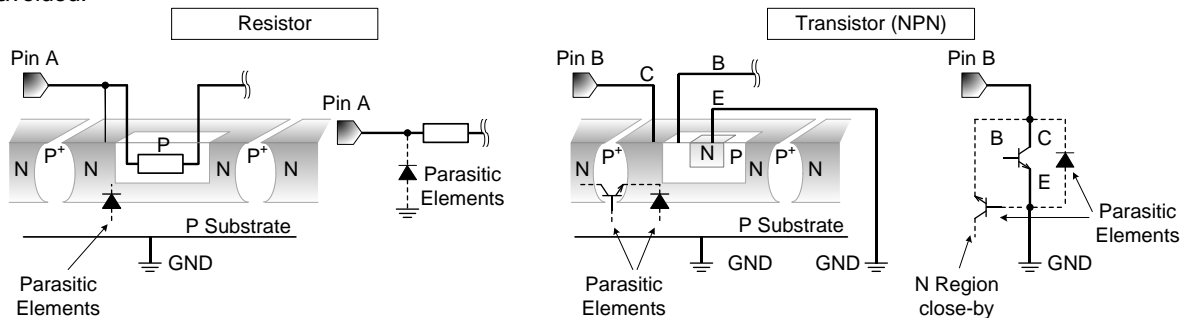 Resistor
Transistor (NPN)
Pin A
Pin A
N P+ N P P+ N N
Parasitic
Elements
P Substrate
GND
Parasitic
Elements
Pin B
C B
E
N P+ N N P P+ N N
P Substrate
GND GND
Parasitic
Elements
Pin B
B C
E
Parasitic
Elements
GND
N Region
close-by